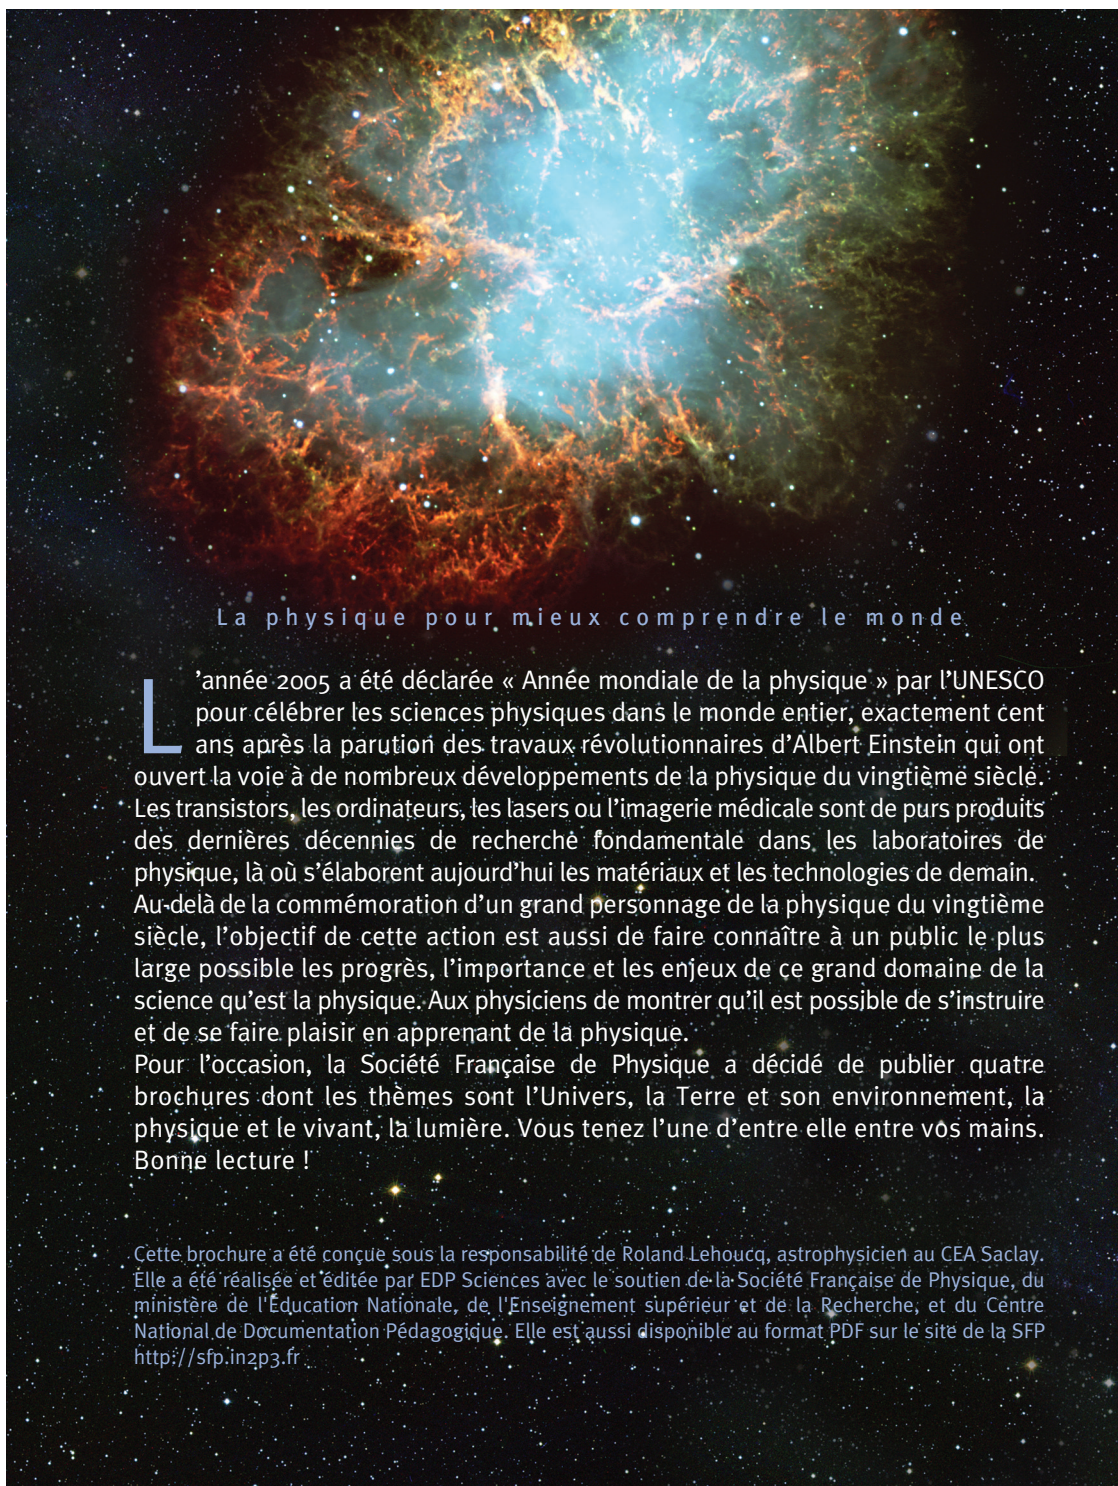 La physique pour mieux comprendre le monde
L’année 2005 a été déclarée « Année mondiale de la physique » par l’UNESCO
pour célébrer les sciences physiques dans le monde entier, exactement cent
ans après la parution des travaux révolutionnaires d’Albert Einstein qui ont
ouvert la voie à de nombreux développements de la physique du vingtième siècle.
Les transistors, les ordinateurs, les lasers ou l’imagerie médicale sont de purs produits
des dernières décennies de recherche fondamentale dans les laboratoires de
physique, là où s’élaborent aujourd’hui les matériaux et les technologies de demain.
Au-delà de la commémoration d’un grand personnage de la physique du vingtième
siècle, l’objectif de cette action est aussi de faire connaître à un public le plus
large possible les progrès, l’importance et les enjeux de ce grand domaine de la
science qu’est la physique. Aux physiciens de montrer qu’il est possible de s’instruire
et de se faire plaisir en apprenant de la physique.
Pour l’occasion, la Société Française de Physique a décidé de publier quatre
brochures dont les thèmes sont l’Univers, la Terre et son environnement, la
physique et le vivant, la lumière. Vous tenez l’une d’entre elle entre vos mains.
Bonne lecture !
Cette brochure a été conçue sous la responsabilité de Roland Lehoucq, astrophysicien au CEA Saclay.
Elle a été réalisée et éditée par EDP Sciences avec le soutien de la Société Française de Physique, du
ministère de l'Éducation Nationale, de l'Enseignement supérieur et de la Recherche, et du Centre
National de Documentation Pédagogique. Elle est aussi disponible au format PDF sur le site de la SFP
http://sfp.in2p3.fr